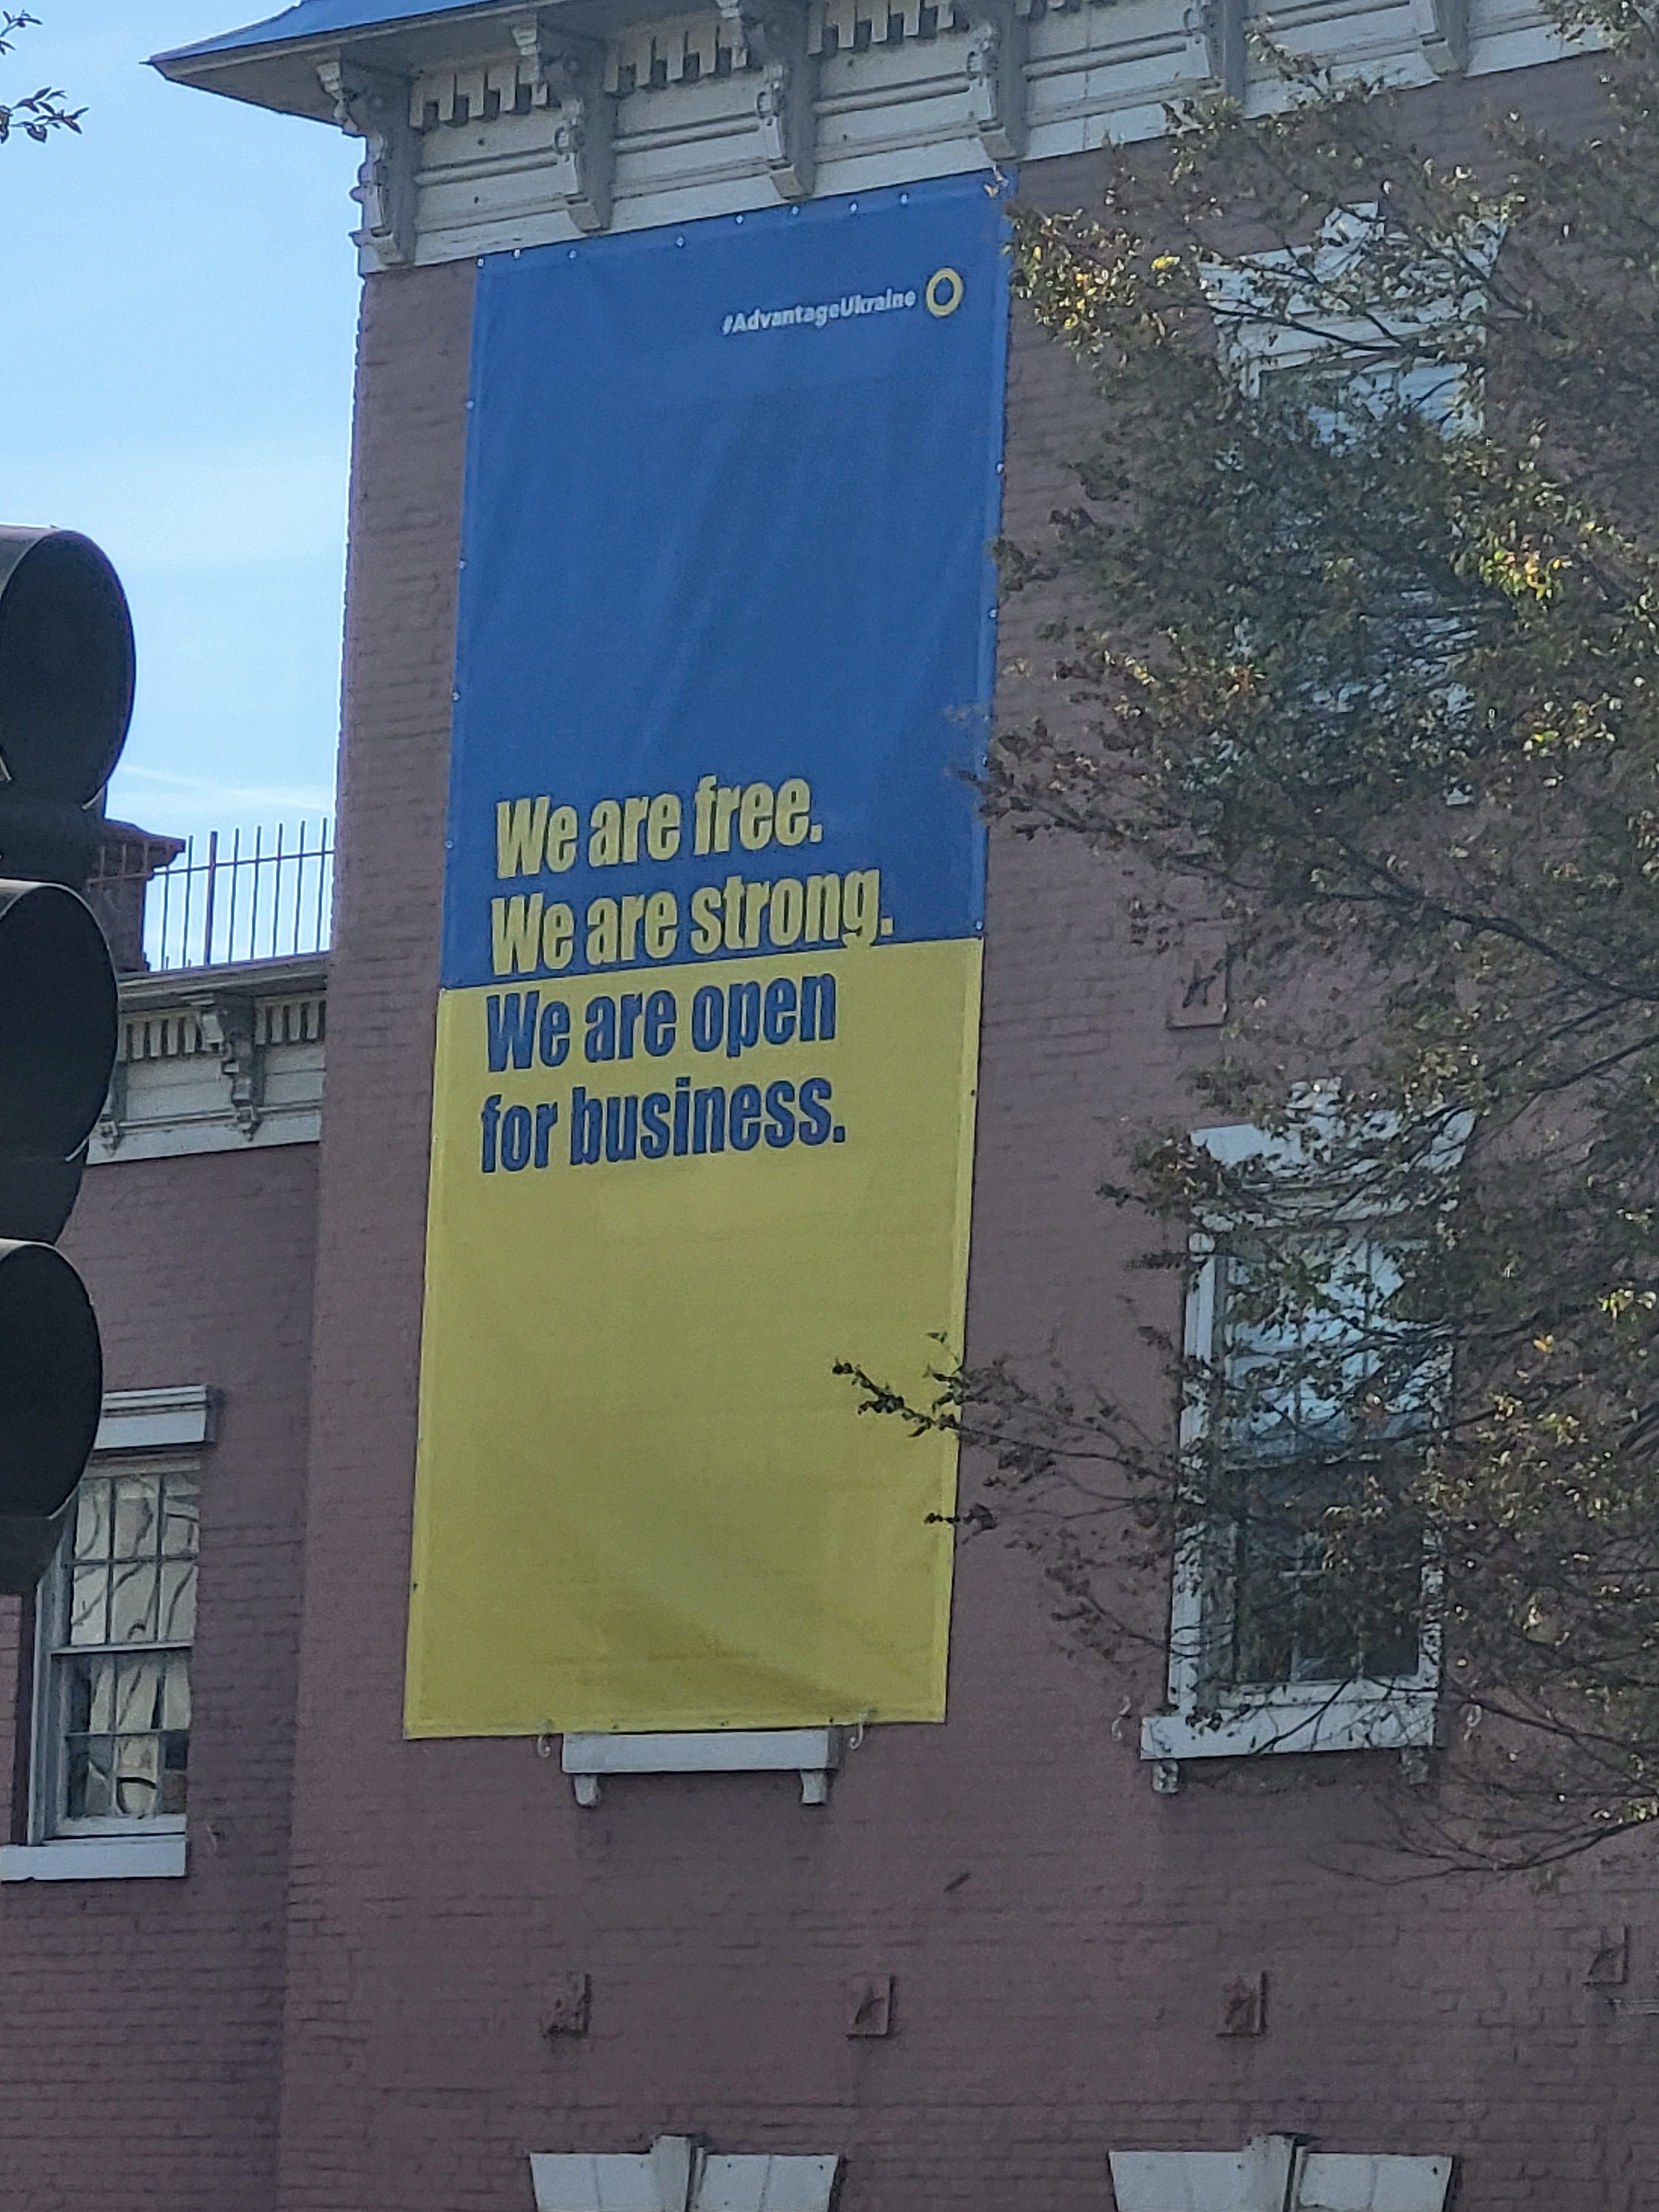 #AdvantageUkraine
We are free.
We are strong.
We are open
for business.